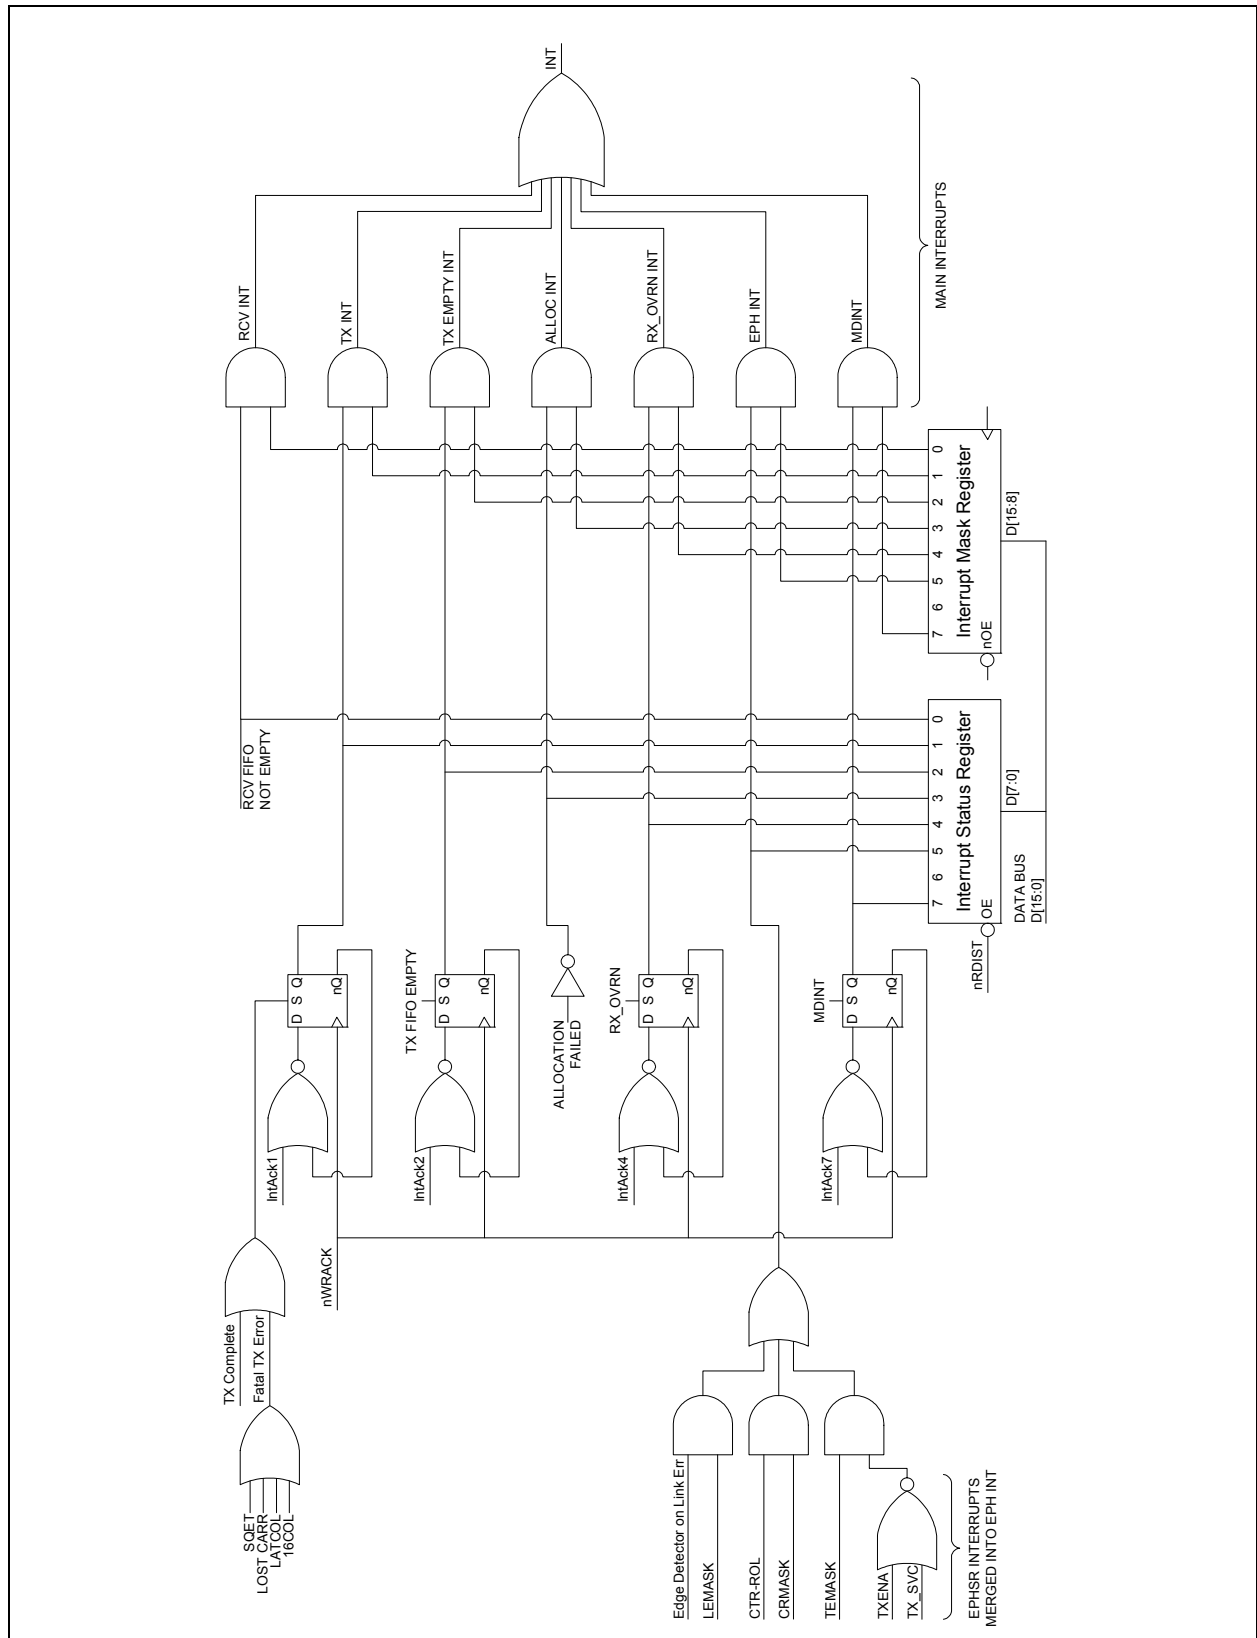 INT
RCV INT
TX INT
TX EMPTY INT
ALLOC INT
RX_OVRN INT
EPH INT
MDINT
MAIN INTERRUPTS
0
1
2
3
4
5
6
7
Interrupt Mask Register
nOE
D[15:8]
RCV FIFO
NOT EMPTY
0
1
2
3
4
5
6
7
Interrupt Status Register
OE
D[7:0]
DATA BUS
D[15:0]
nRDIST
D S Q
nQ
TX FIFO EMPTY
D S Q
nQ
ALLOCATION
FAILED
RX_OVRN
D S Q
nQ
MDINT
D S Q
nQ
IntAck1
IntAck2
IntAck4
IntAck7
nWRACK
TX Complete
Fatal TX Error
SQET
LOST CARR
LATCOL
16COL
Edge Detector on Link Err
LEMASK
CTR-ROL
CRMASK
TEMASK
TXENA
TX_SVC
EPHSR INTERRUPTS
MERGED INTO EPH INT